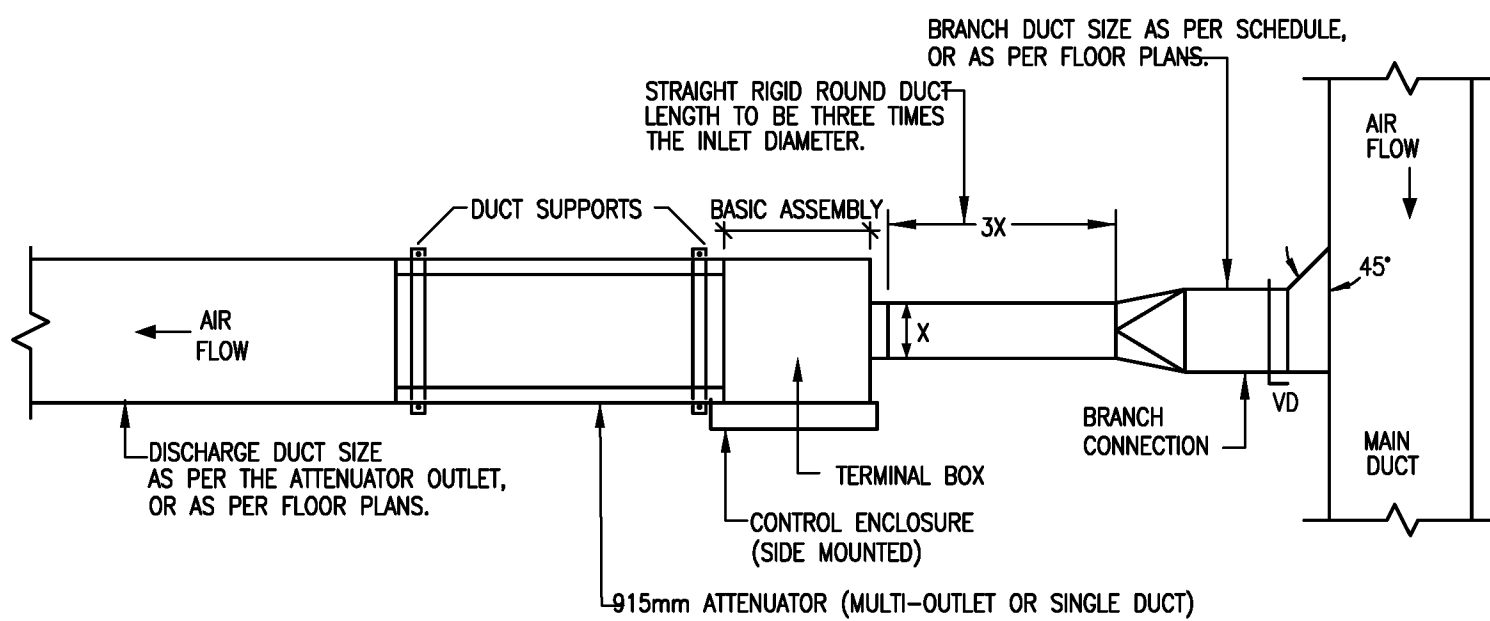 BRANCH DUCT SIZE AS PER SCHEDULE,
OR AS PER FLOOR PLANS.
STRAIGHT RIGID ROUND DUCT
LENGTH TO BE THREE TIMES
THE INLET DIAMETER.
AIR
FLOW
DUCT SUPPORTS
BASIC ASSEMBLY
3X
45°
AIR
FLOW
X
VD
BRANCH
CONNECTION
MAIN
DUCT
DISCHARGE DUCT SIZE
AS PER THE ATTENUATOR OUTLET,
OR AS PER FLOOR PLANS.
TERMINAL BOX
CONTROL ENCLOSURE
(SIDE MOUNTED)
915mm ATTENUATOR (MULTI-OUTLET OR SINGLE DUCT)